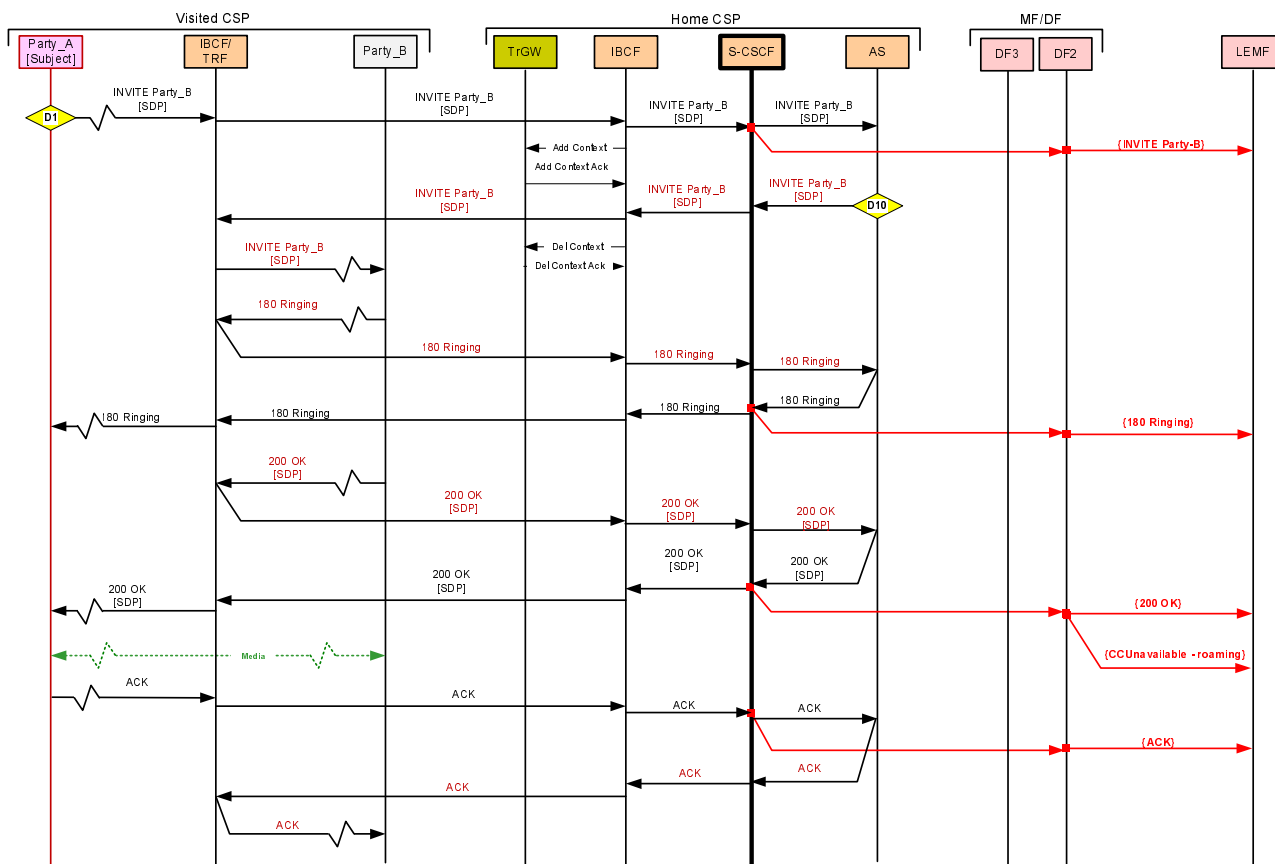 Visited CSP
Home CSP
MF/DF
Party_A
[Subject]
IBCF/
TRF
Party_B
TrGW
IBCF
S-CSCF
AS
DF3
DF2
LEMF
D1
INVITE Party_B
[SDP]
INVITE Party_B
[SDP]
INVITE Party_B
[SDP]
INVITE Party_B
[SDP]
{INVITE Party-B}
Add Context
Add Context Ack
INVITE Party_B
[SDP]
INVITE Party_B
[SDP]
INVITE Party_B
[SDP]
D10
INVITE Party_B
[SDP]
Del Context
Del Context Ack
180 Ringing
180 Ringing
180 Ringing
180 Ringing
180 Ringing
180 Ringing
180 Ringing
180 Ringing
{180 Ringing}
200 OK
[SDP]
200 OK
[SDP]
200 OK
[SDP]
200 OK
[SDP]
200 OK
[SDP]
200 OK
[SDP]
200 OK
[SDP]
200 OK
[SDP]
{200 OK}
Media
{CCUnavailable - roaming}
ACK
ACK
ACK
ACK
{ACK}
ACK
ACK
ACK
ACK